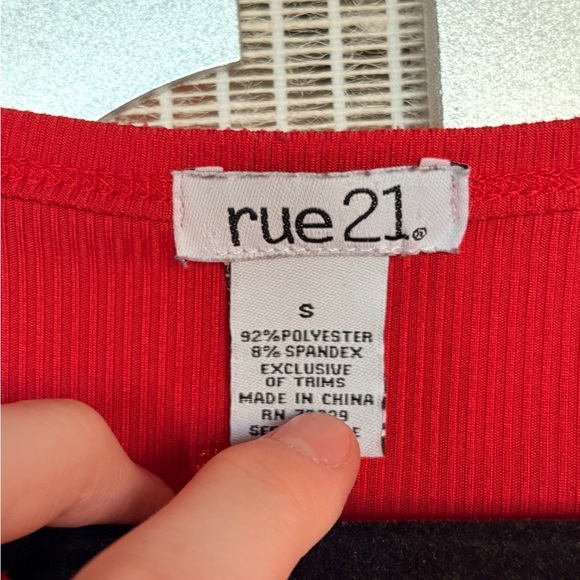 rue21®
S
92%POLYESTER
8% SPANDEX
EXCLUSIVE
OF TRIMS
MADE IN CHINA
RN